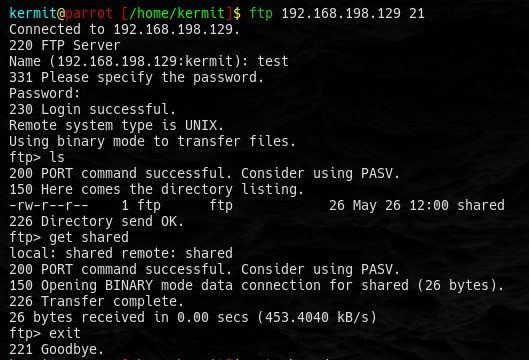 kermit@parrot [/home/kermit]$ ftp 192.168.198.129 21
Connected to 192.168.198.129.
220 FTP Server
Name (192.168.198.129:kermit): test
331 Please specify the password.
Password:
230 Login successful.
Remote system type is UNIX.
Using binary mode to transfer files.
ftp> ls
200 PORT command successful. Consider using PASV.
150 Here comes the directory listing.
-rw-r--r--    1 ftp      ftp            26 May 26 12:00 shared
226 Directory send OK.
ftp> get shared
local: shared remote: shared
200 PORT command successful. Consider using PASV.
150 Opening BINARY mode data connection for shared (26 bytes).
226 Transfer complete.
26 bytes received in 0.00 secs (453.4040 kB/s)
ftp> exit
221 Goodbye.